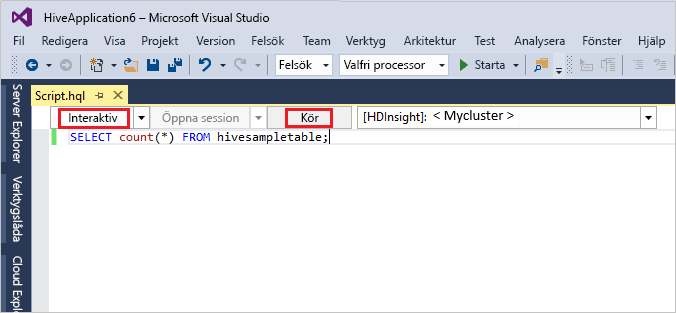 HiveApplication6 – Microsoft Visual Studio
Fil Redigera Visa Projekt Version Felsök Team Verktyg Arkitektur Test Analysera Fönster Hjälp
Felsök Valfri processor Starta
Script.hql
Interaktiv Öppna session Kör [HDInsight]: < Mycluster >
SELECT count(*) FROM hivesampletable;
Server Explorer
Verktygslåda
Cloud Expl